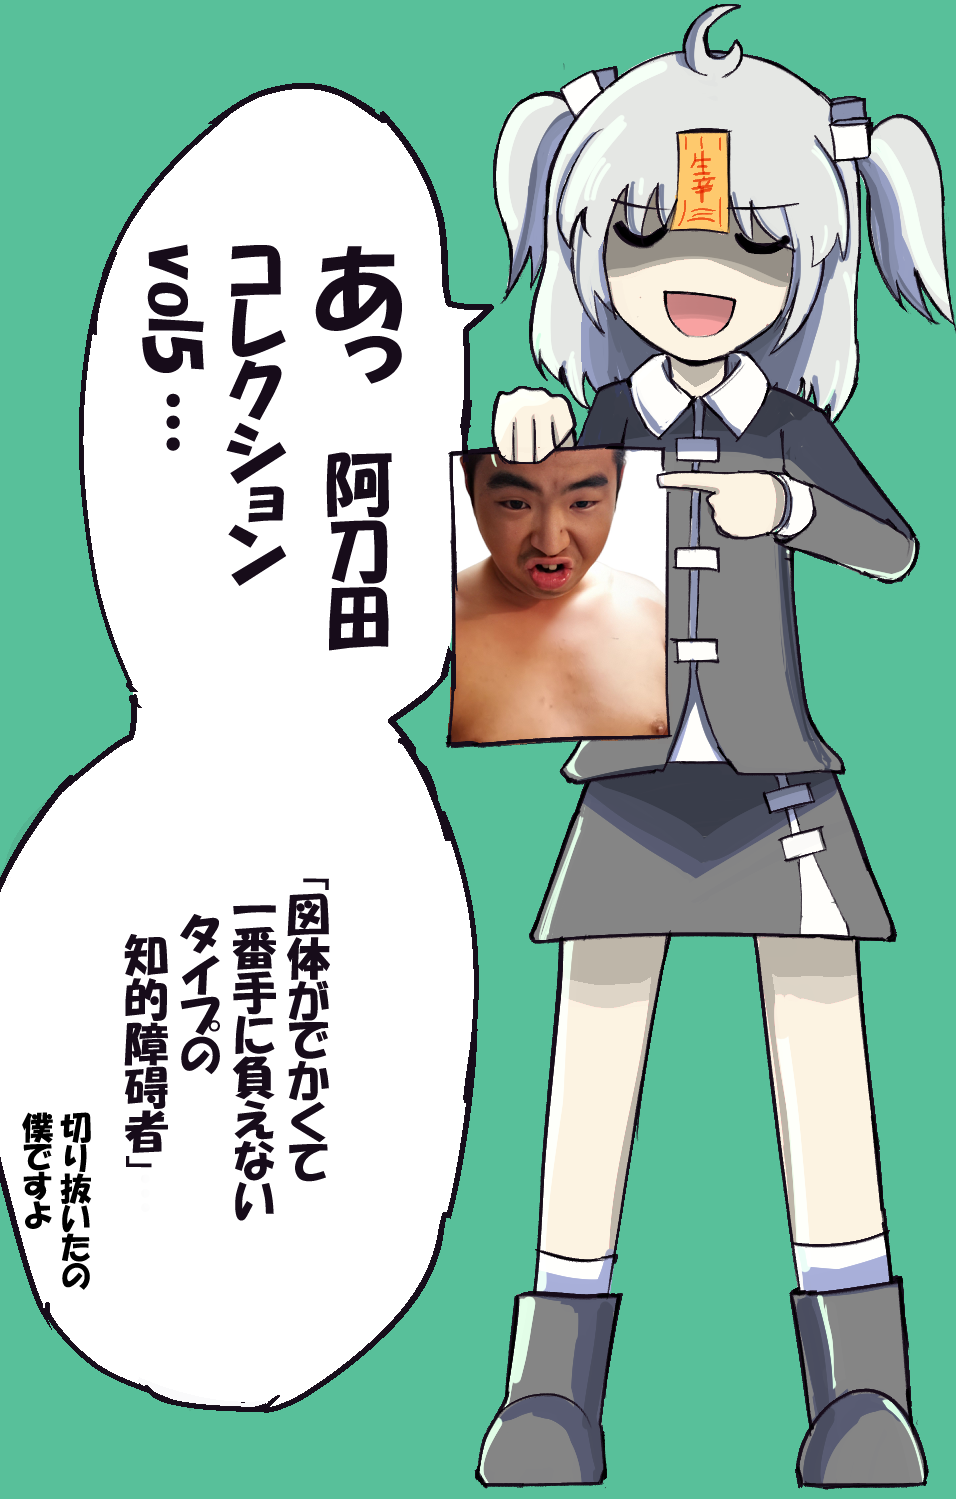 あっ　阿刀田
コレクション
vol5…
「図体がでかくて
一番手に負えない
タイプの
知的障碍者」
切り抜いたの
僕ですよ
生辛